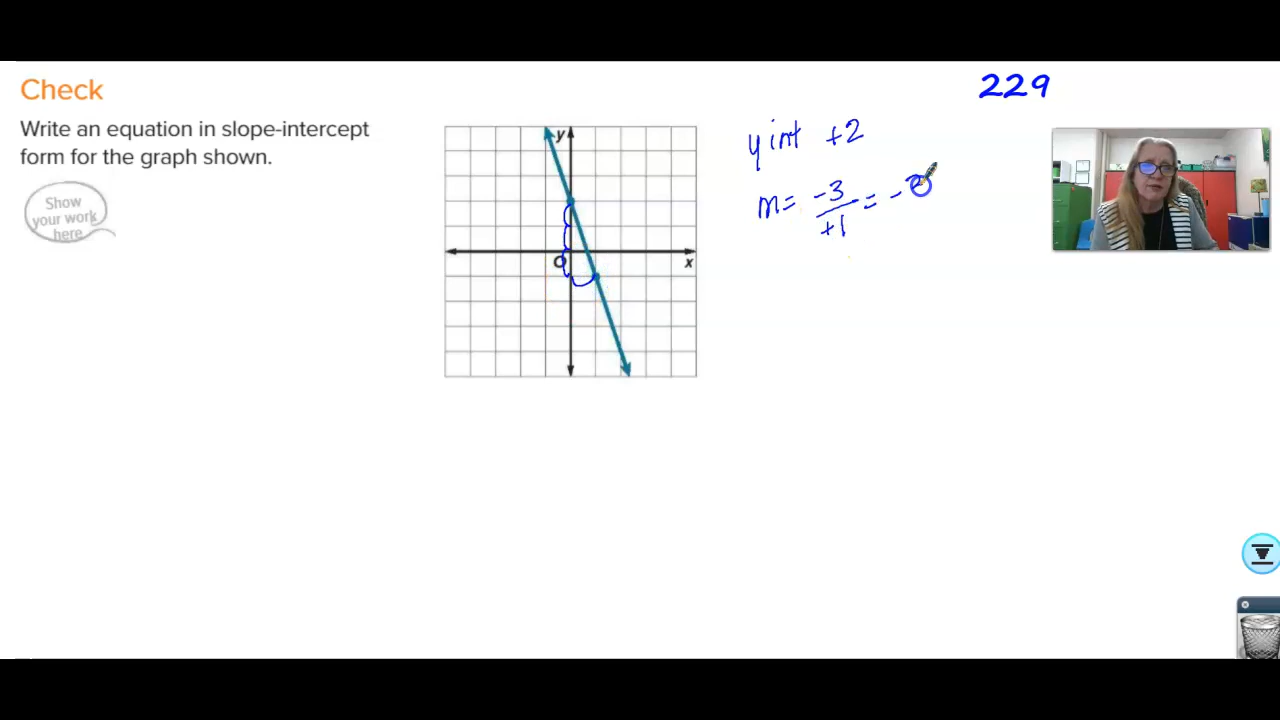 Check
229
Write an equation in slope-intercept
form for the graph shown.
Show
your work
here
y
O
x
y int +2
m = -3/+1 = -